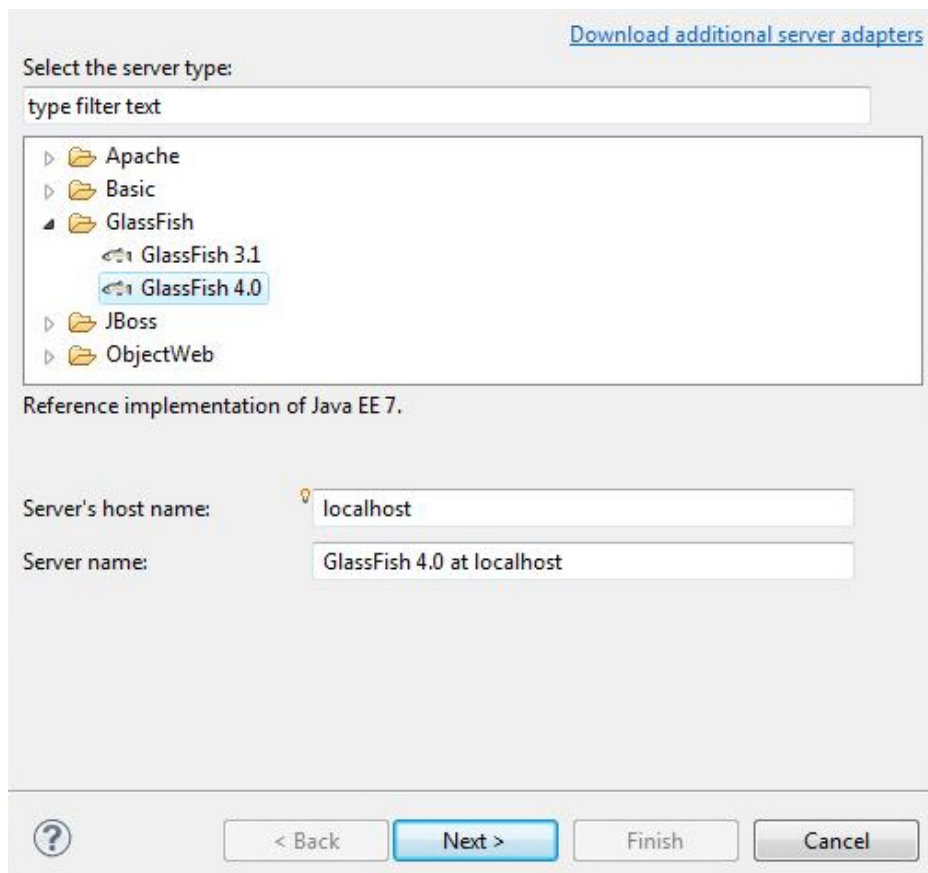 Download additional server adapters
Select the server type:
type filter text
Apache
Basic
GlassFish
GlassFish 3.1
GlassFish 4.0
JBoss
ObjectWeb
Reference implementation of Java EE 7.
Server's host name: localhost
Server name: GlassFish 4.0 at localhost
? < Back Next > Finish Cancel